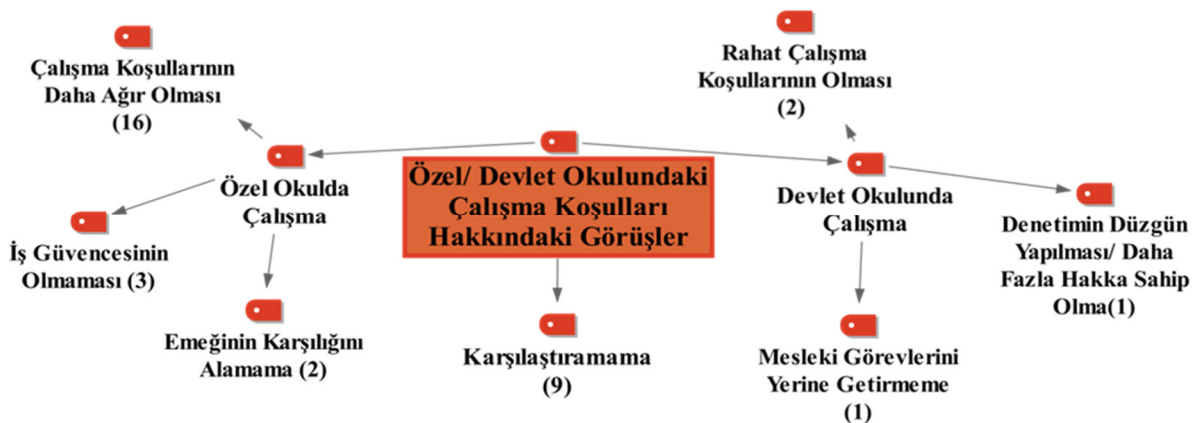 Çalışma Koşullarının
Daha Ağır Olması
(16)
Rahat Çalışma
Koşullarının Olması
(2)
Özel Okulda
Çalışma
Özel/ Devlet Okulundaki
Çalışma Koşulları
Hakkındaki Görüşler
Devlet Okulunda
Çalışma
İş Güvencesinin
Olmaması (3)
Denetimin Düzgün
Yapılması/ Daha
Fazla Hakka Sahip
Olma(1)
Emeğinin Karşılığını
Alamama (2)
Karşılaştıramama
(9)
Mesleki Görevlerini
Yerine Getirmeme
(1)